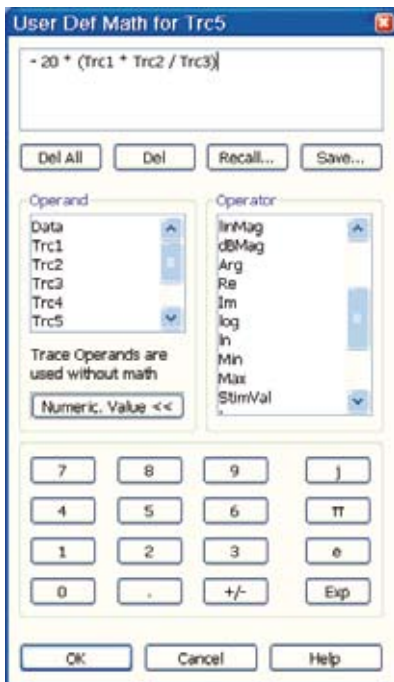 User Def Math for Trc5
- 20 * (Trc1 * Trc2 / Trc3)
Del All Del Recall... Save...
Operand
Data
Trc1
Trc2
Trc3
Trc4
Trc5
Trace Operands are
used without math
Numeric. Value <<
Operator
linMag
dBMag
Arg
Re
Im
log
ln
Min
Max
StimVal
7 8 9 j
4 5 6 π
1 2 3 e
0 . +/- Exp
OK Cancel Help